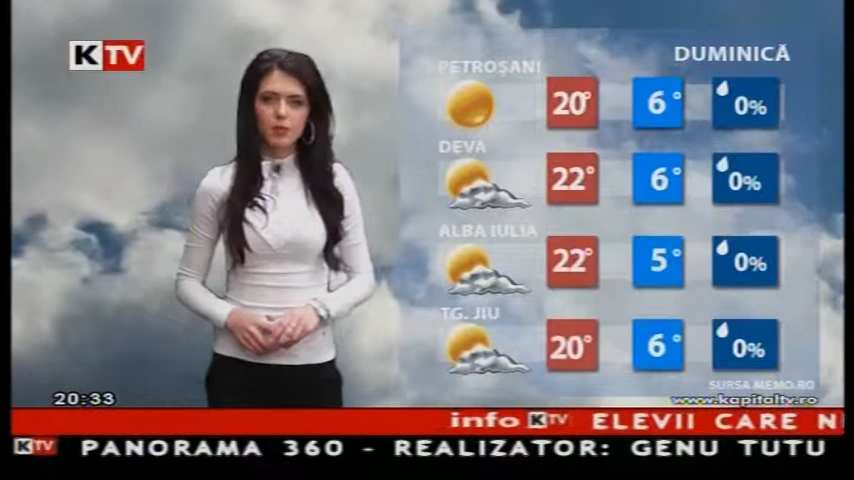 KTV
DUMINICĂ
PETROȘANI
20° 6° 0%
DEVA
22° 6° 0%
ALBA IULIA
22° 5° 0%
TG. JIU
20° 6° 0%
SURSA MEMO.RO
20:33
www.kapitaltv.ro
info KTV ELEVII CARE N
KTV PANORAMA 360 - REALIZATOR: GENU TUTU